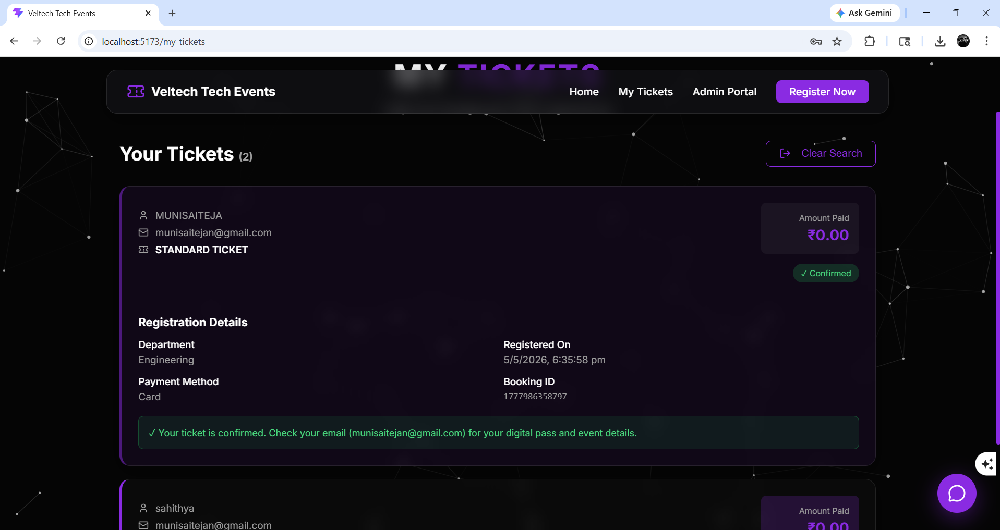 Veltech Tech Events
Ask Gemini
localhost:5173/my-tickets
MY TICKETS
Veltech Tech Events
Home
My Tickets
Admin Portal
Register Now
Your Tickets (2)
Clear Search
MUNISAITEJA
munisaitejan@gmail.com
STANDARD TICKET
Amount Paid
₹0.00
✓ Confirmed
Registration Details
Department
Engineering
Registered On
5/5/2026, 6:35:58 pm
Payment Method
Card
Booking ID
1777986358797
✓ Your ticket is confirmed. Check your email (munisaitejan@gmail.com) for your digital pass and event details.
sahithya
munisaitejan@gmail.com
Amount Paid
₹0.00